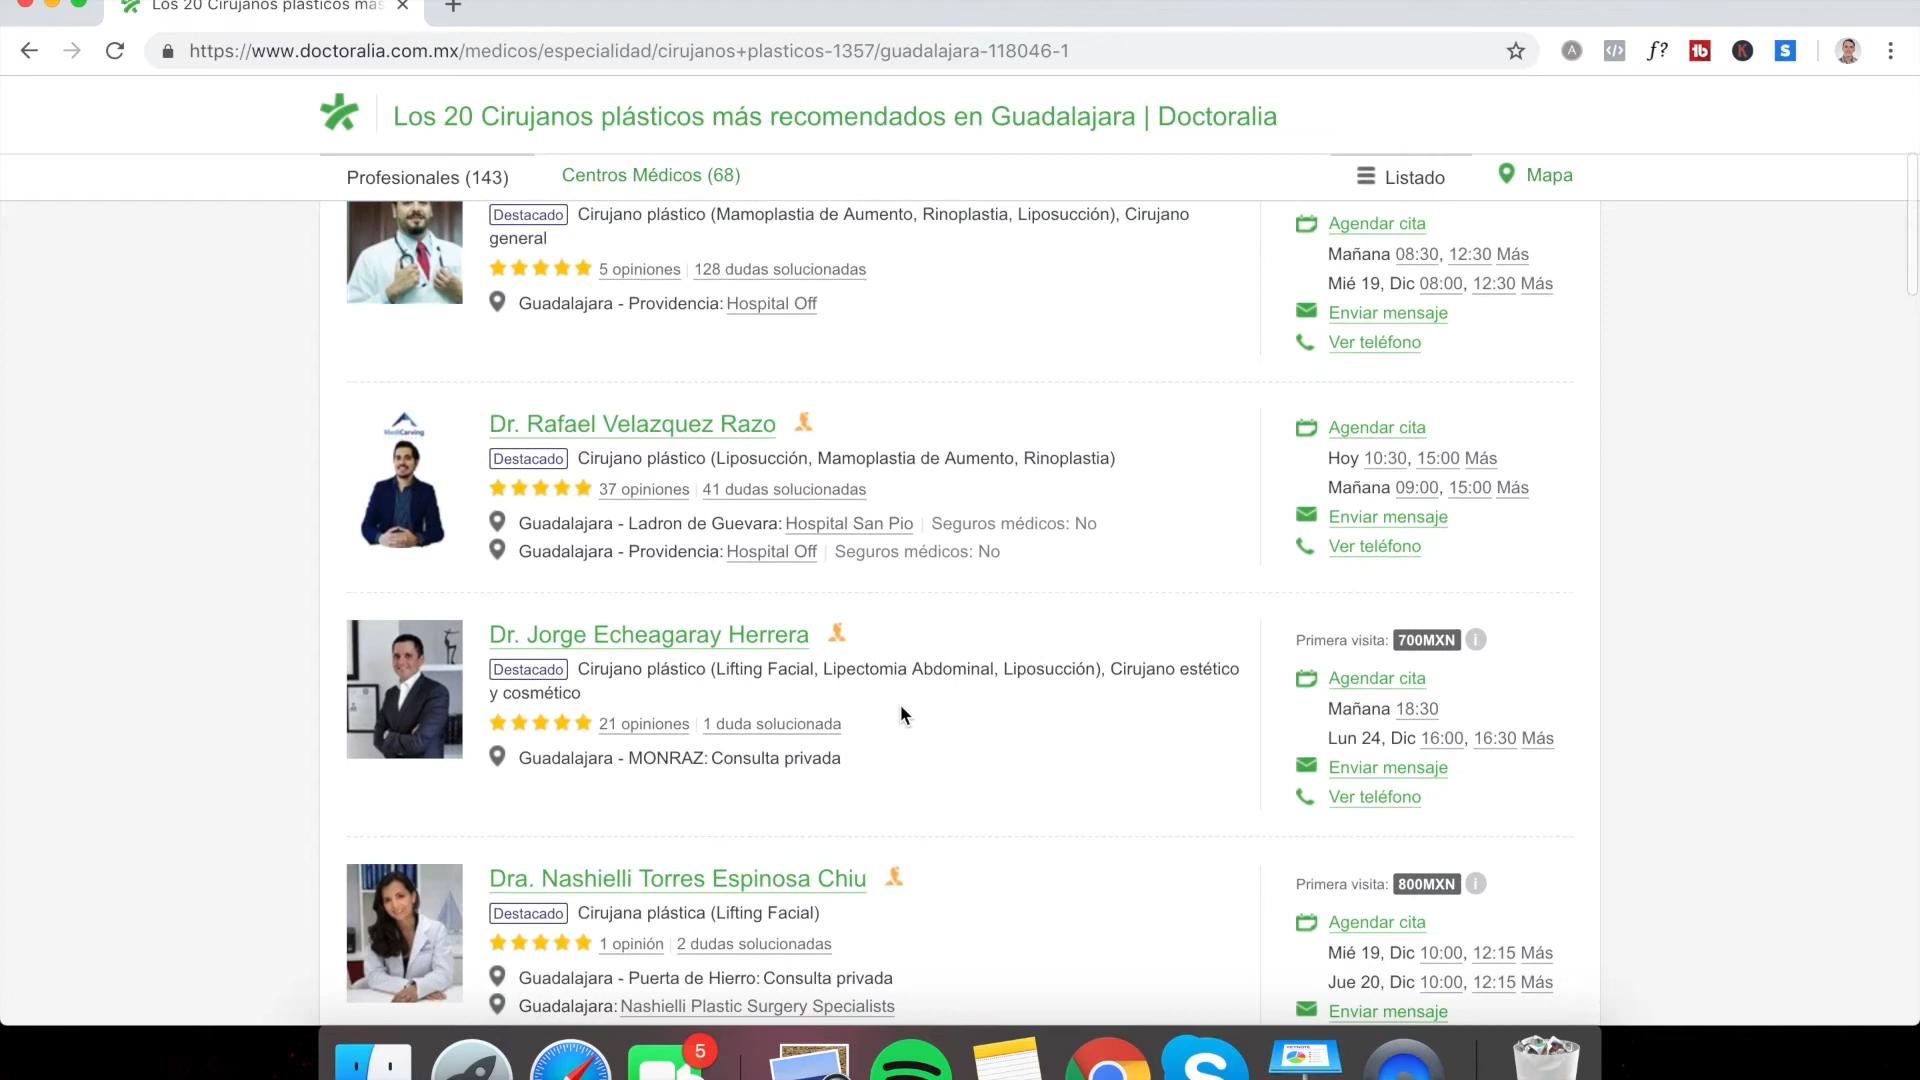 Los 20 Cirujanos plásticos más
https://www.doctoralia.com.mx/medicos/especialidad/cirujanos+plasticos-1357/guadalajara-118046-1
Los 20 Cirujanos plásticos más recomendados en Guadalajara | Doctoralia
Profesionales (143)
Centros Médicos (68)
Listado
Mapa
Destacado Cirujano plástico (Mamoplastia de Aumento, Rinoplastia, Liposucción), Cirujano
general
5 opiniones | 128 dudas solucionadas
Guadalajara - Providencia: Hospital Off
Agendar cita
Mañana 08:30, 12:30 Más
Mié 19, Dic 08:00, 12:30 Más
Enviar mensaje
Ver teléfono
MediCarving
Dr. Rafael Velazquez Razo
Destacado Cirujano plástico (Liposucción, Mamoplastia de Aumento, Rinoplastia)
37 opiniones | 41 dudas solucionadas
Guadalajara - Ladron de Guevara: Hospital San Pio | Seguros médicos: No
Guadalajara - Providencia: Hospital Off | Seguros médicos: No
Agendar cita
Hoy 10:30, 15:00 Más
Mañana 09:00, 15:00 Más
Enviar mensaje
Ver teléfono
Dr. Jorge Echeagaray Herrera
Destacado Cirujano plástico (Lifting Facial, Lipectomia Abdominal, Liposucción), Cirujano estético
y cosmético
21 opiniones | 1 duda solucionada
Guadalajara - MONRAZ: Consulta privada
Primera visita: 700MXN i
Agendar cita
Mañana 18:30
Lun 24, Dic 16:00, 16:30 Más
Enviar mensaje
Ver teléfono
Dra. Nashielli Torres Espinosa Chiu
Destacado Cirujana plástica (Lifting Facial)
1 opinión | 2 dudas solucionadas
Guadalajara - Puerta de Hierro: Consulta privada
Guadalajara: Nashielli Plastic Surgery Specialists
Primera visita: 800MXN i
Agendar cita
Mié 19, Dic 10:00, 12:15 Más
Jue 20, Dic 10:00, 12:15 Más
Enviar mensaje
5